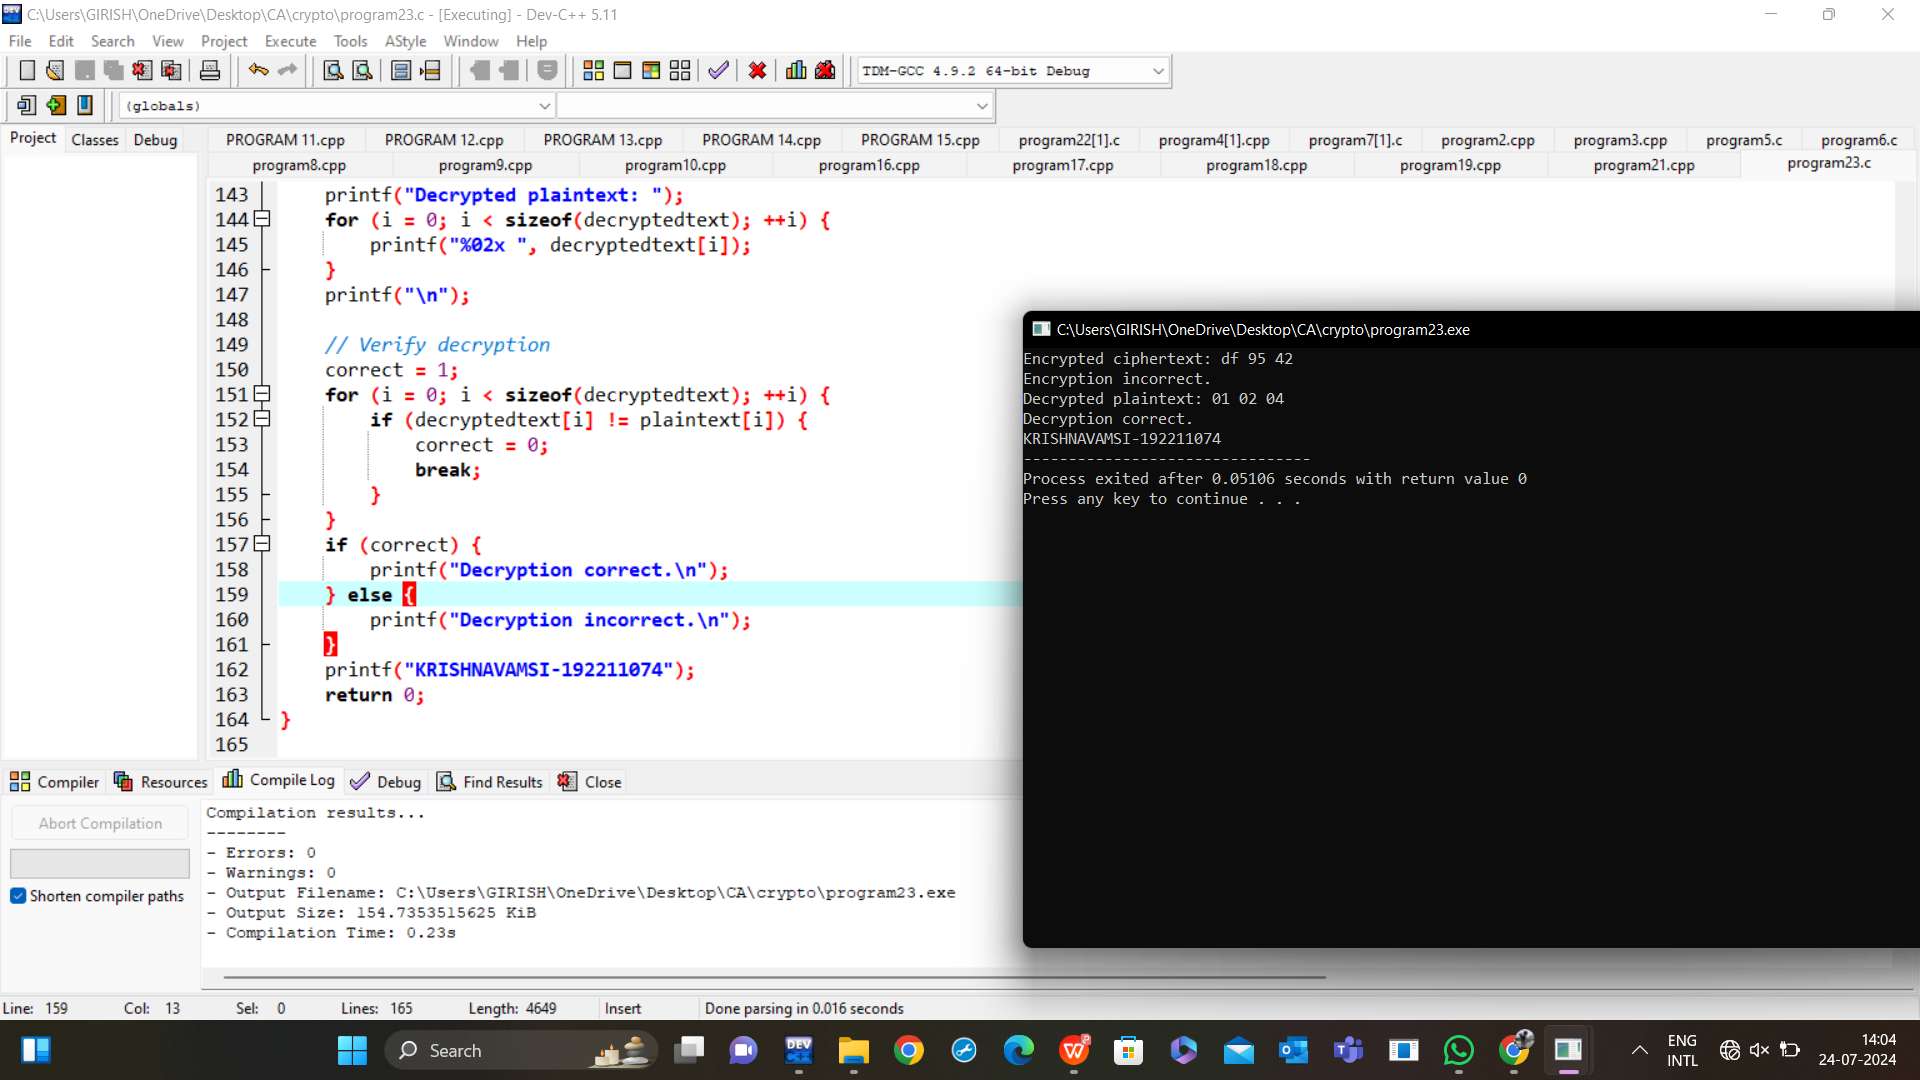 C:\Users\GIRISH\OneDrive\Desktop\CA\crypto\program23.c - [Executing] - Dev-C++ 5.11
File Edit Search View Project Execute Tools AStyle Window Help
TDM-GCC 4.9.2 64-bit Debug
(globals)
Project Classes Debug
PROGRAM 11.cpp PROGRAM 12.cpp PROGRAM 13.cpp PROGRAM 14.cpp PROGRAM 15.cpp program22[1].c program4[1].cpp program7[1].c program2.cpp program3.cpp program5.c program6.c
program8.cpp program9.cpp program10.cpp program16.cpp program17.cpp program18.cpp program19.cpp program21.cpp program23.c
143 printf("Decrypted plaintext: ");
144 for (i = 0; i < sizeof(decryptedtext); ++i) {
145 printf("%02x ", decryptedtext[i]);
146 }
147 printf("\n");
148
149 // Verify decryption
150 correct = 1;
151 for (i = 0; i < sizeof(decryptedtext); ++i) {
152 if (decryptedtext[i] != plaintext[i]) {
153 correct = 0;
154 break;
155 }
156 }
157 if (correct) {
158 printf("Decryption correct.\n");
159 } else {
160 printf("Decryption incorrect.\n");
161 }
162 printf("KRISHNAVAMSI-192211074");
163 return 0;
164 }
165
C:\Users\GIRISH\OneDrive\Desktop\CA\crypto\program23.exe
Encrypted ciphertext: df 95 42
Encryption incorrect.
Decrypted plaintext: 01 02 04
Decryption correct.
KRISHNAVAMSI-192211074
--------------------------------
Process exited after 0.05106 seconds with return value 0
Press any key to continue . . .
Compiler Resources Compile Log Debug Find Results Close
Abort Compilation
Shorten compiler paths
Compilation results...
--------
- Errors: 0
- Warnings: 0
- Output Filename: C:\Users\GIRISH\OneDrive\Desktop\CA\crypto\program23.exe
- Output Size: 154.7353515625 KiB
- Compilation Time: 0.23s
Line: 159 Col: 13 Sel: 0 Lines: 165 Length: 4649 Insert Done parsing in 0.016 seconds
Search
DEV C++
ENG
INTL
14:04
24-07-2024